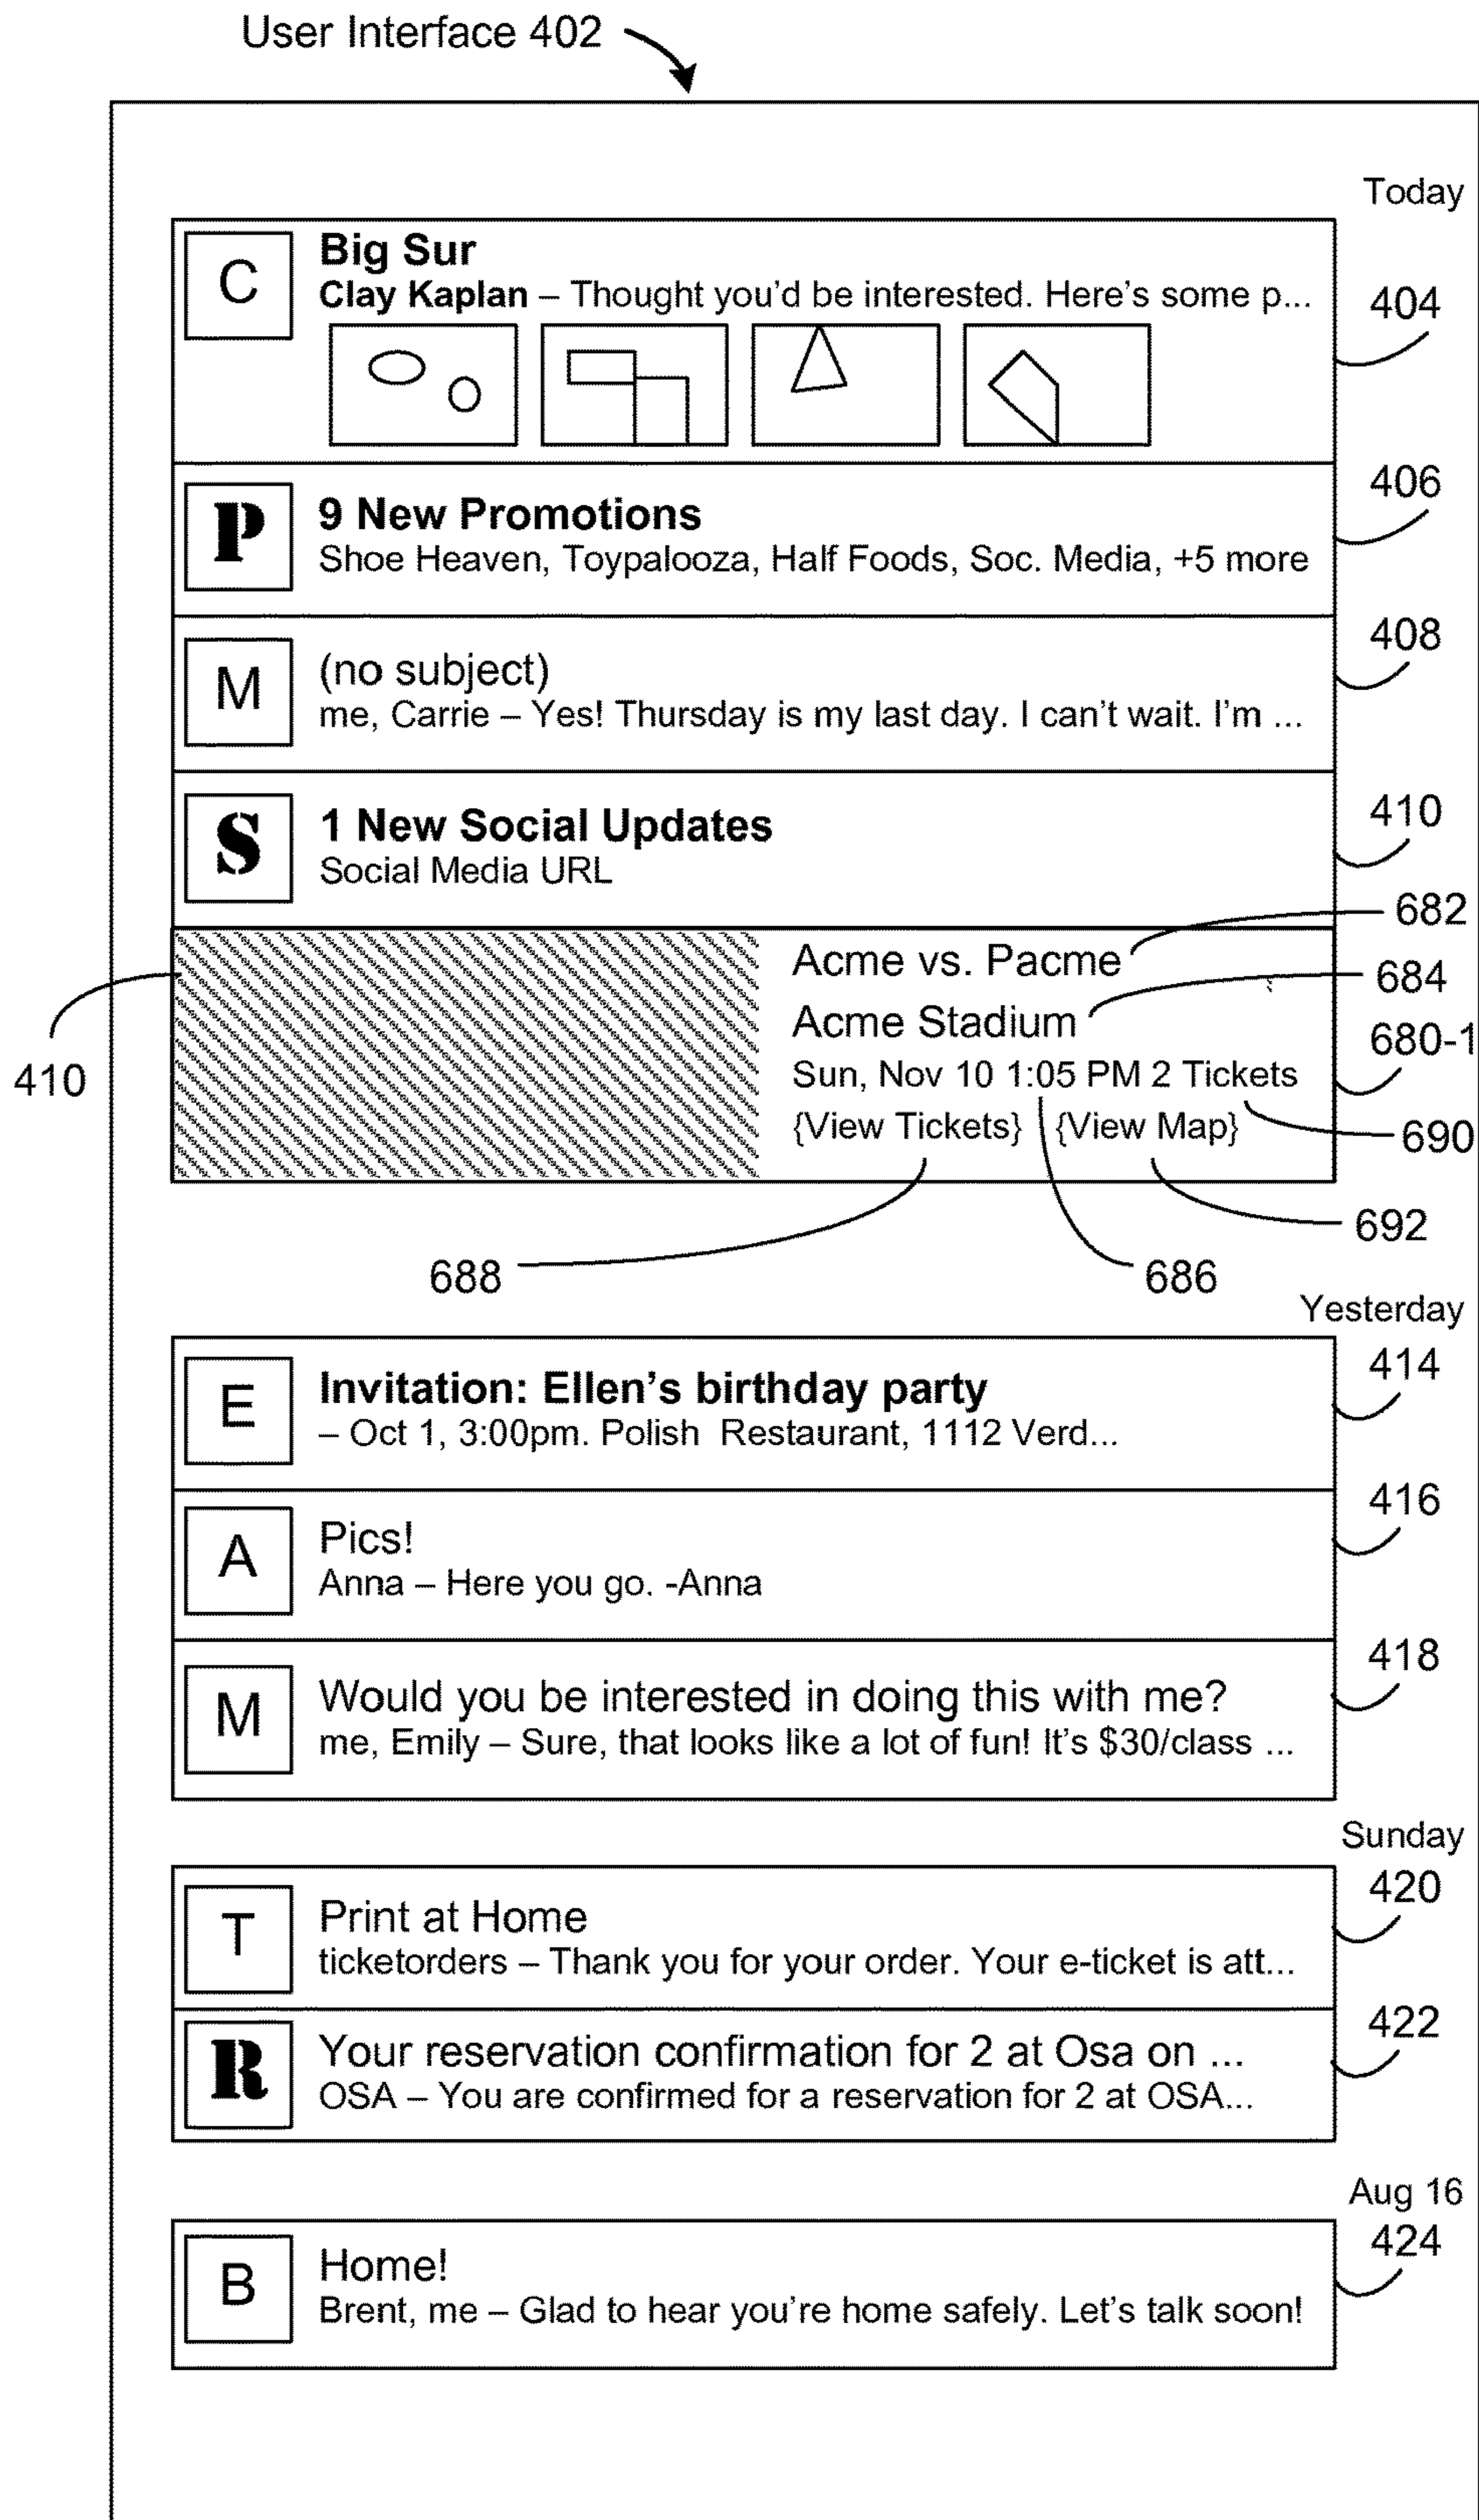 User Interface 402
Today
C
Big Sur
Clay Kaplan – Thought you'd be interested. Here's some p...
404
P
9 New Promotions
Shoe Heaven, Toypalooza, Half Foods, Soc. Media, +5 more
406
M
(no subject)
me, Carrie – Yes! Thursday is my last day. I can't wait. I'm ...
408
S
1 New Social Updates
Social Media URL
410
682
Acme vs. Pacme
684
Acme Stadium
680-1
Sun, Nov 10 1:05 PM 2 Tickets
410
{View Tickets} {View Map}
690
692
688
686
Yesterday
414
E
Invitation: Ellen's birthday party
– Oct 1, 3:00pm. Polish Restaurant, 1112 Verd...
416
A
Pics!
Anna – Here you go. -Anna
418
M
Would you be interested in doing this with me?
me, Emily – Sure, that looks like a lot of fun! It's $30/class ...
Sunday
420
T
Print at Home
ticketorders – Thank you for your order. Your e-ticket is att...
422
R
Your reservation confirmation for 2 at Osa on ...
OSA – You are confirmed for a reservation for 2 at OSA...
Aug 16
424
B
Home!
Brent, me – Glad to hear you're home safely. Let's talk soon!